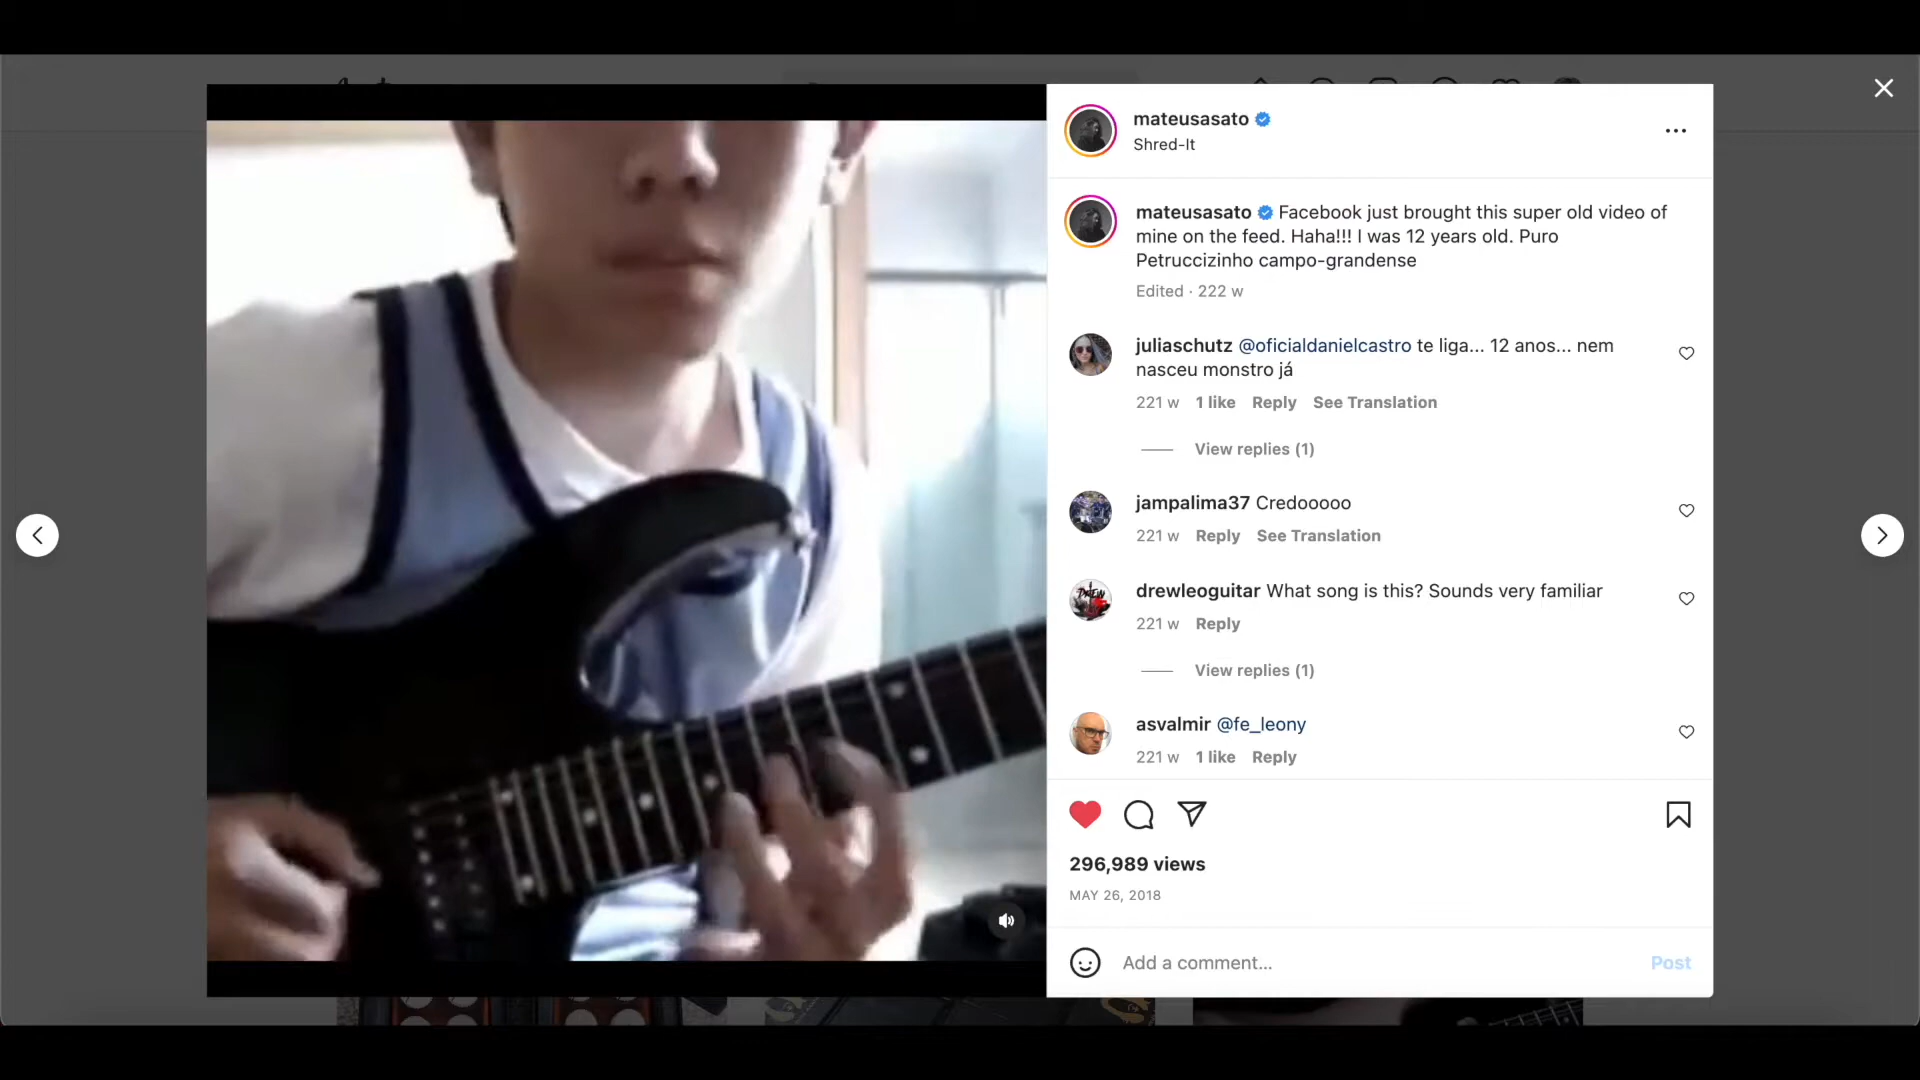 mateusasato
Shred-It
mateusasato Facebook just brought this super old video of
mine on the feed. Haha!!! I was 12 years old. Puro
Petruccizinho campo-grandense
Edited · 222 w
juliaschutz @oficialdanielcastro te liga... 12 anos... nem
nasceu monstro já
221 w 1 like Reply See Translation
View replies (1)
jampalima37 Credooooo
221 w Reply See Translation
drewleoguitar What song is this? Sounds very familiar
221 w Reply
View replies (1)
asvalmir @fe_leony
221 w 1 like Reply
296,989 views
MAY 26, 2018
Add a comment...
Post